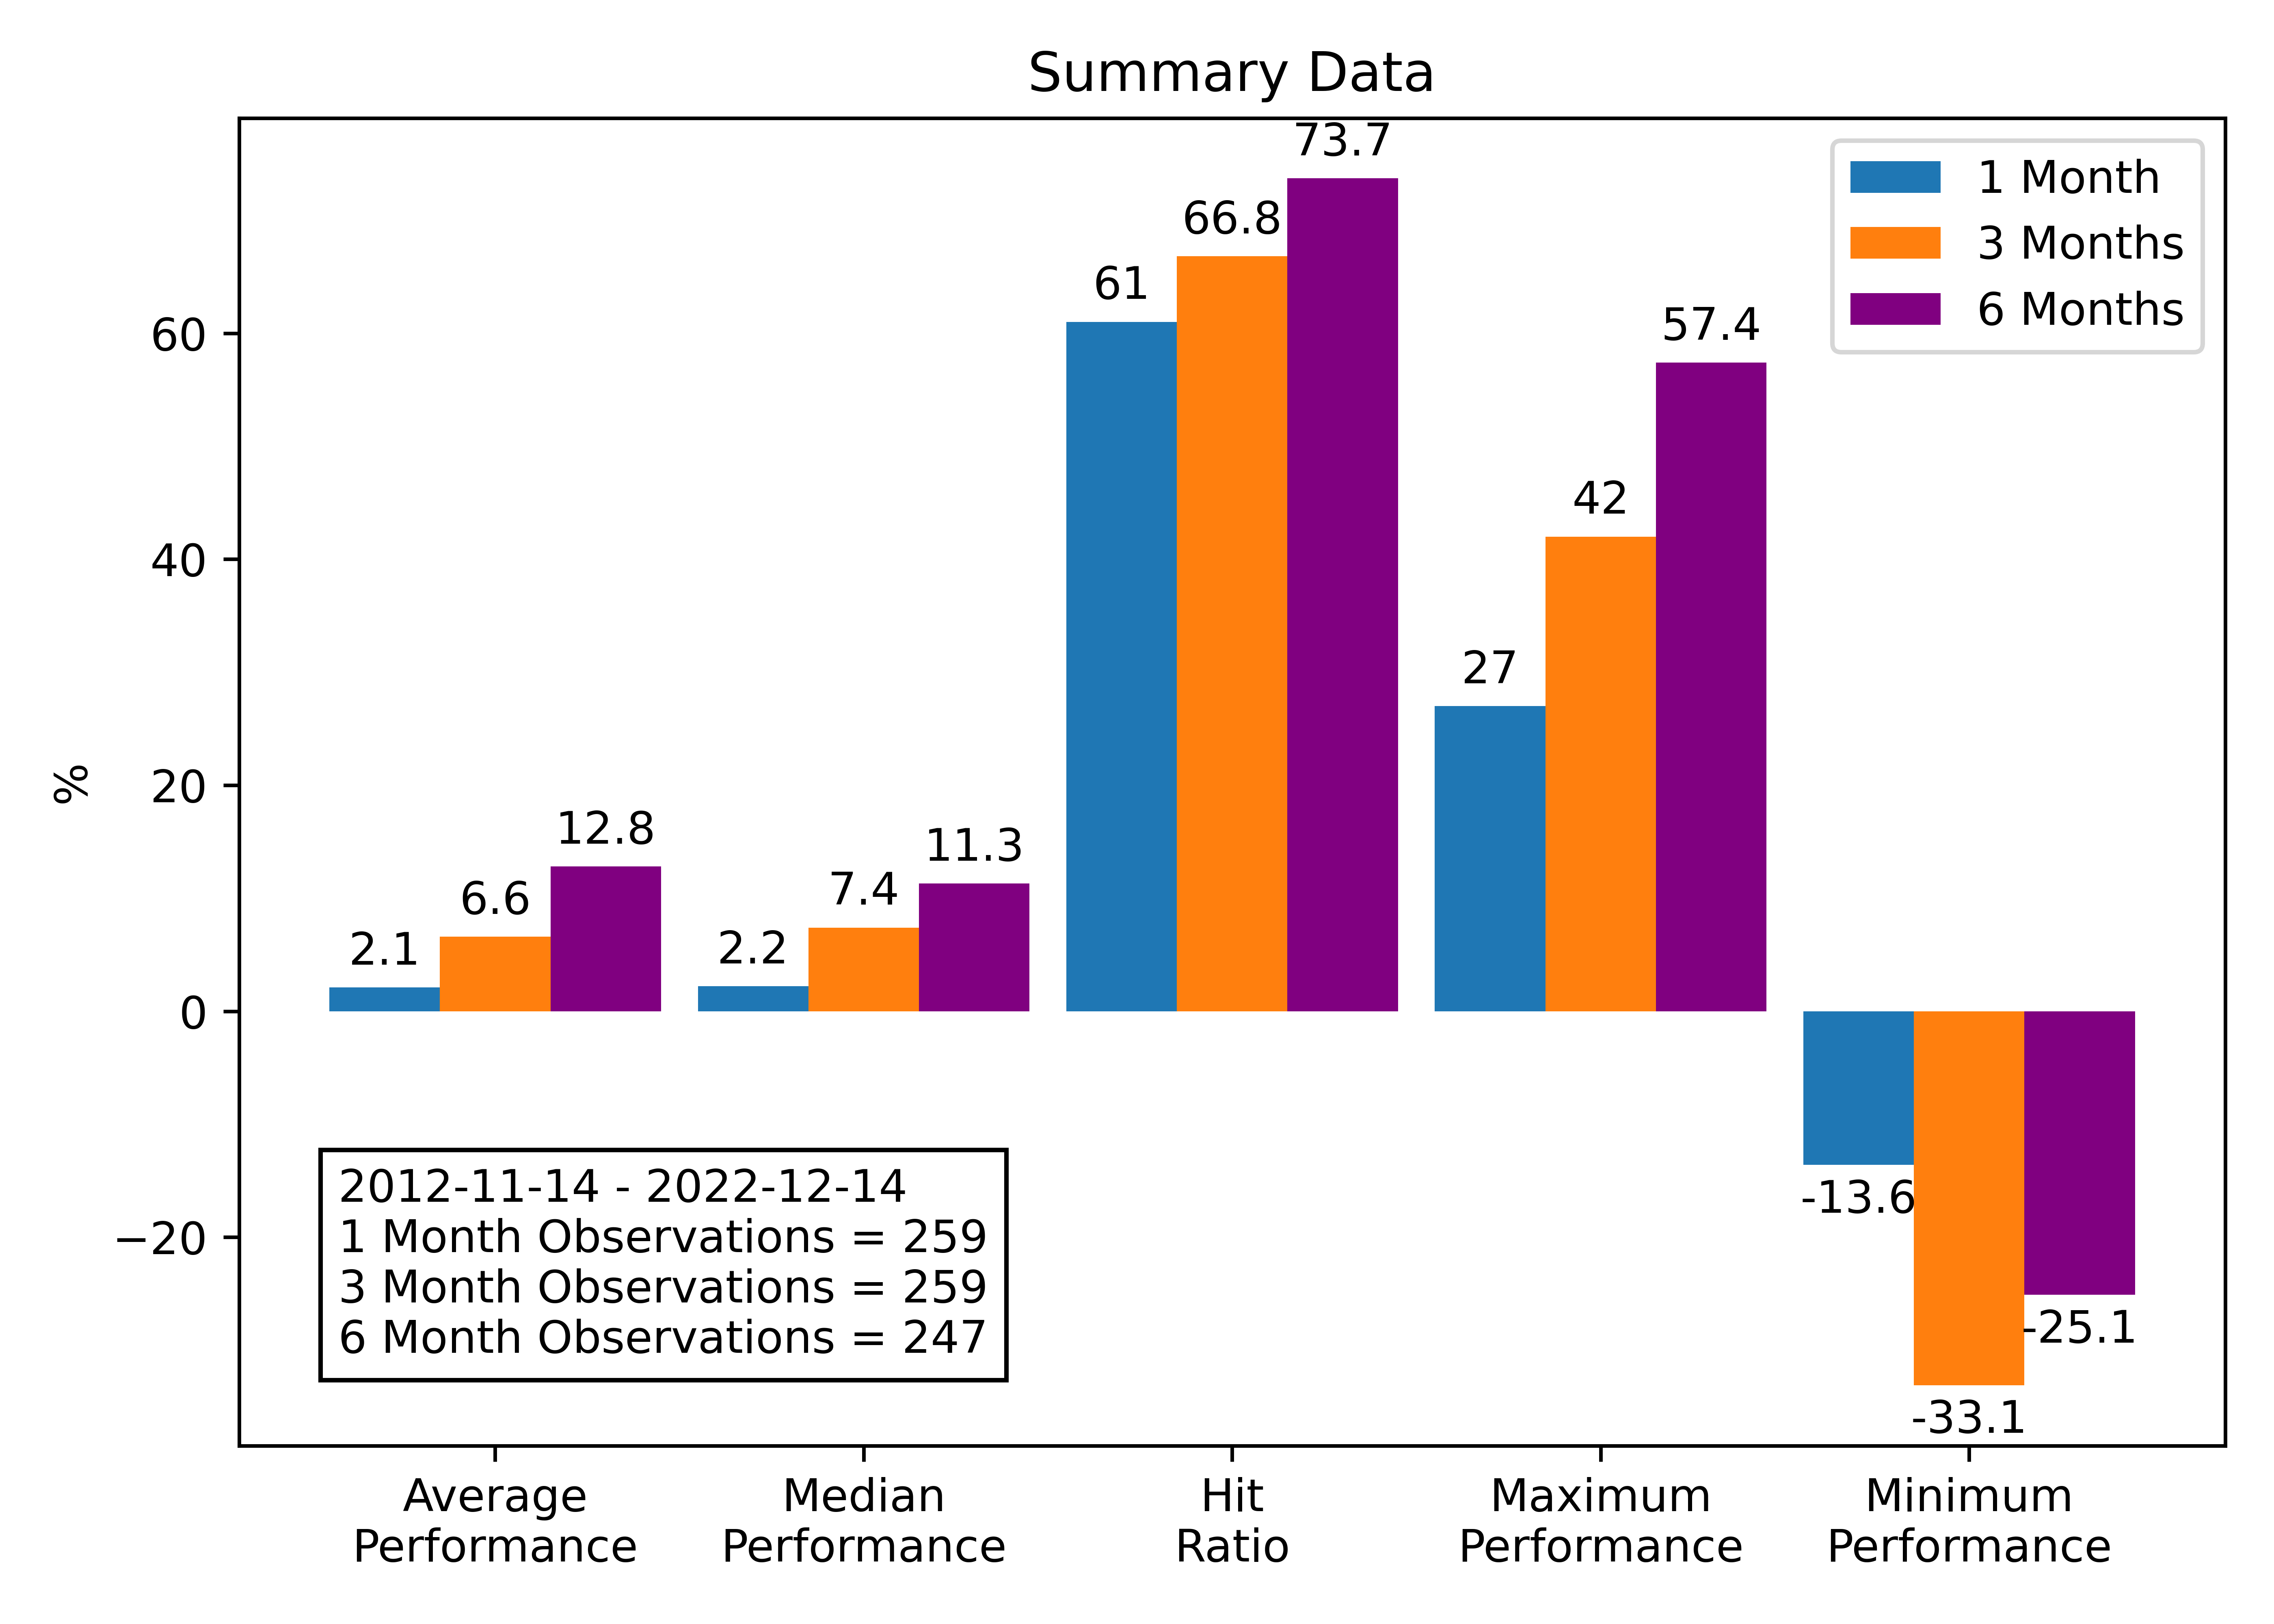 Summary Data
73.7
66.8
61
57.4
42
27
12.8
11.3
7.4
6.6
2.2
2.1
-13.6
-25.1
-33.1
1 Month
3 Months
6 Months
60
40
20
0
−20
%
2012-11-14 - 2022-12-14
1 Month Observations = 259
3 Month Observations = 259
6 Month Observations = 247
Average
Performance
Median
Performance
Hit
Ratio
Maximum
Performance
Minimum
Performance